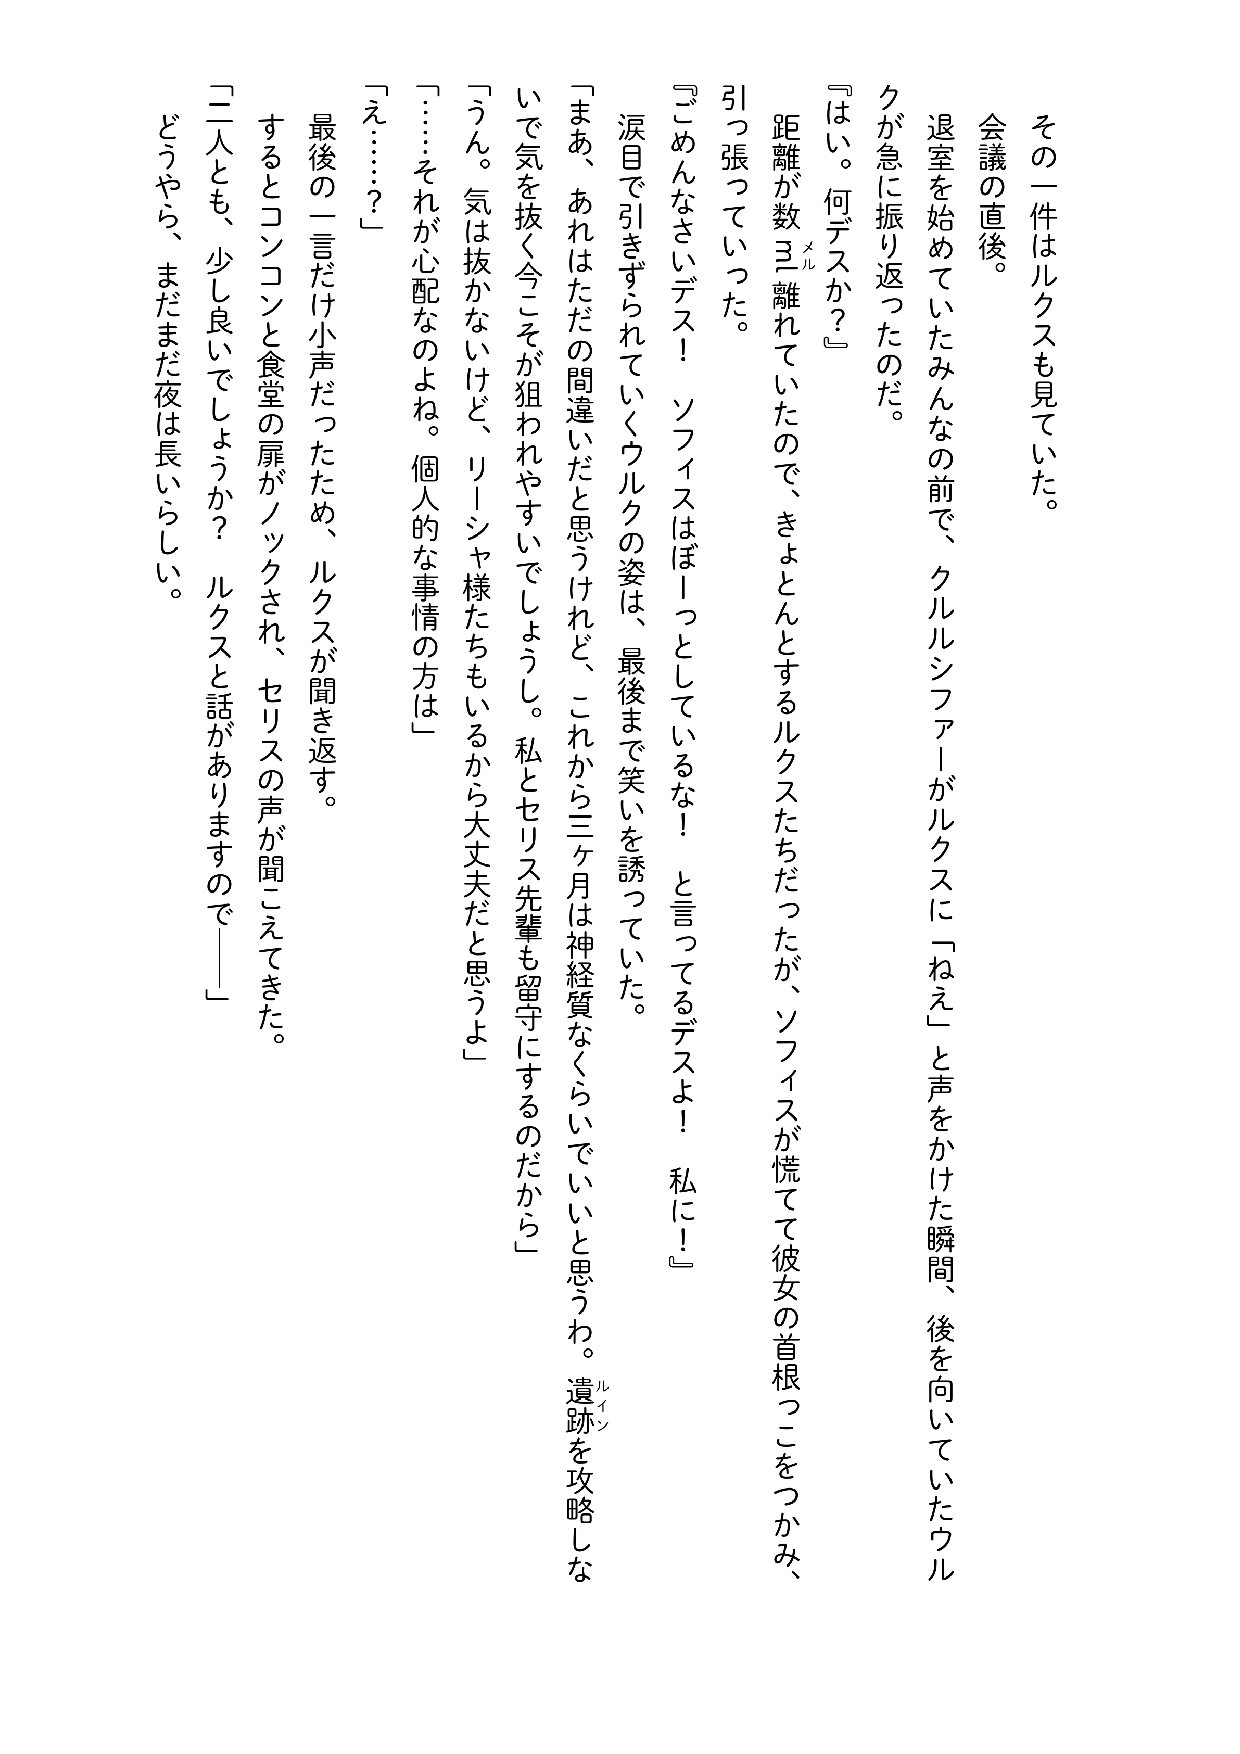 その一件はルクスも見ていた。
会議の直後。
退室を始めていたみんなの前で、クルルシファーがルクスに「ねえ」と声をかけた瞬間、後を向いていたウル
クが急に振り返ったのだ。
『はい。何デスか？』
距離が数ヨ離れていたので、きょとんとするルクスたちだったが、ソフィスが慌てて彼女の首根っこをつかみ、
メル
引っ張っていった。
『ごめんなさいデス！　ソフィスはぼーっとしているな！　と言ってるデスよ！　私に！』
涙目で引きずられていくウルクの姿は、最後まで笑いを誘っていた。
「まあ、あれはただの間違いだと思うけれど、これから三ヶ月は神経質なくらいでいいと思うわ。遺跡を攻略しな
ルイン
いで気を抜く今こそが狙われやすいでしょうし。私とセリス先輩も留守にするのだから」
「うん。気は抜かないけど、リーシャ様たちもいるから大丈夫だと思うよ」
「……それが心配なのよね。個人的な事情の方は」
「え……？」
最後の一言だけ小声だったため、ルクスが聞き返す。
するとコンコンと食堂の扉がノックされ、セリスの声が聞こえてきた。
「二人とも、少し良いでしょうか？　ルクスと話がありますので――」
どうやら、まだまだ夜は長いらしい。